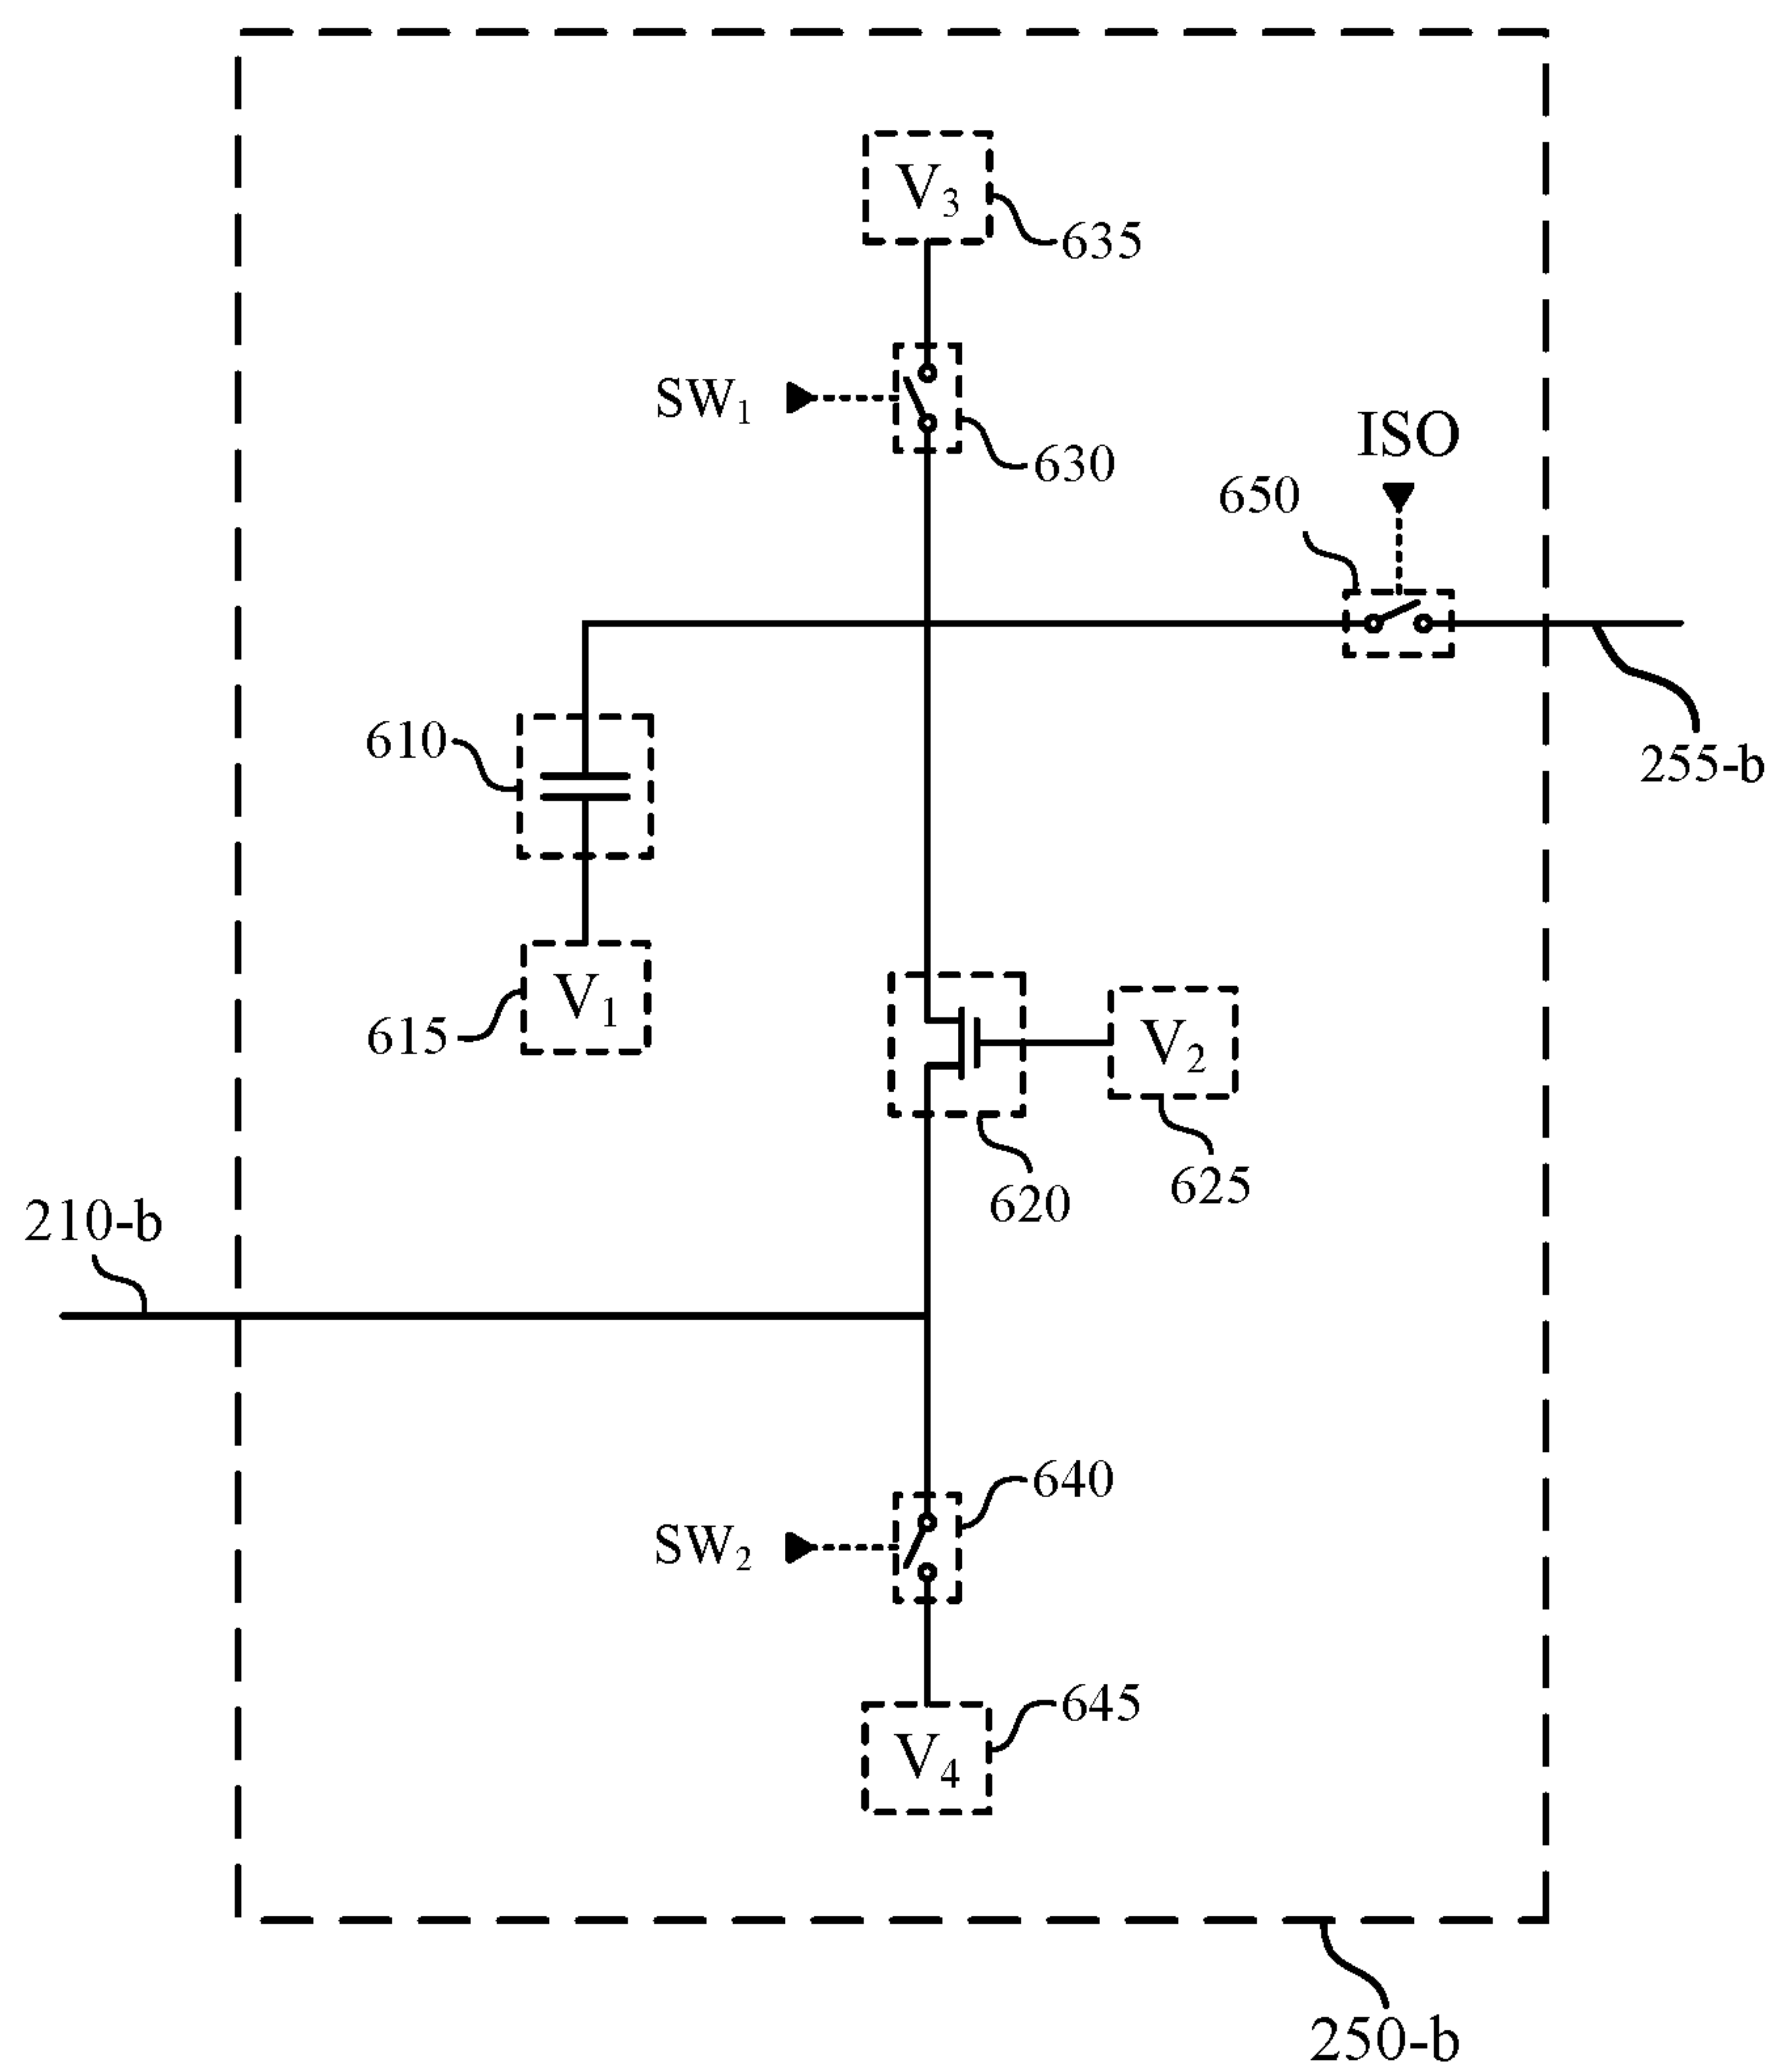 V₃
635
SW₁
630
ISO
650
255-b
610
V₁
615
V₂
625
620
210-b
640
SW₂
645
V₄
250-b